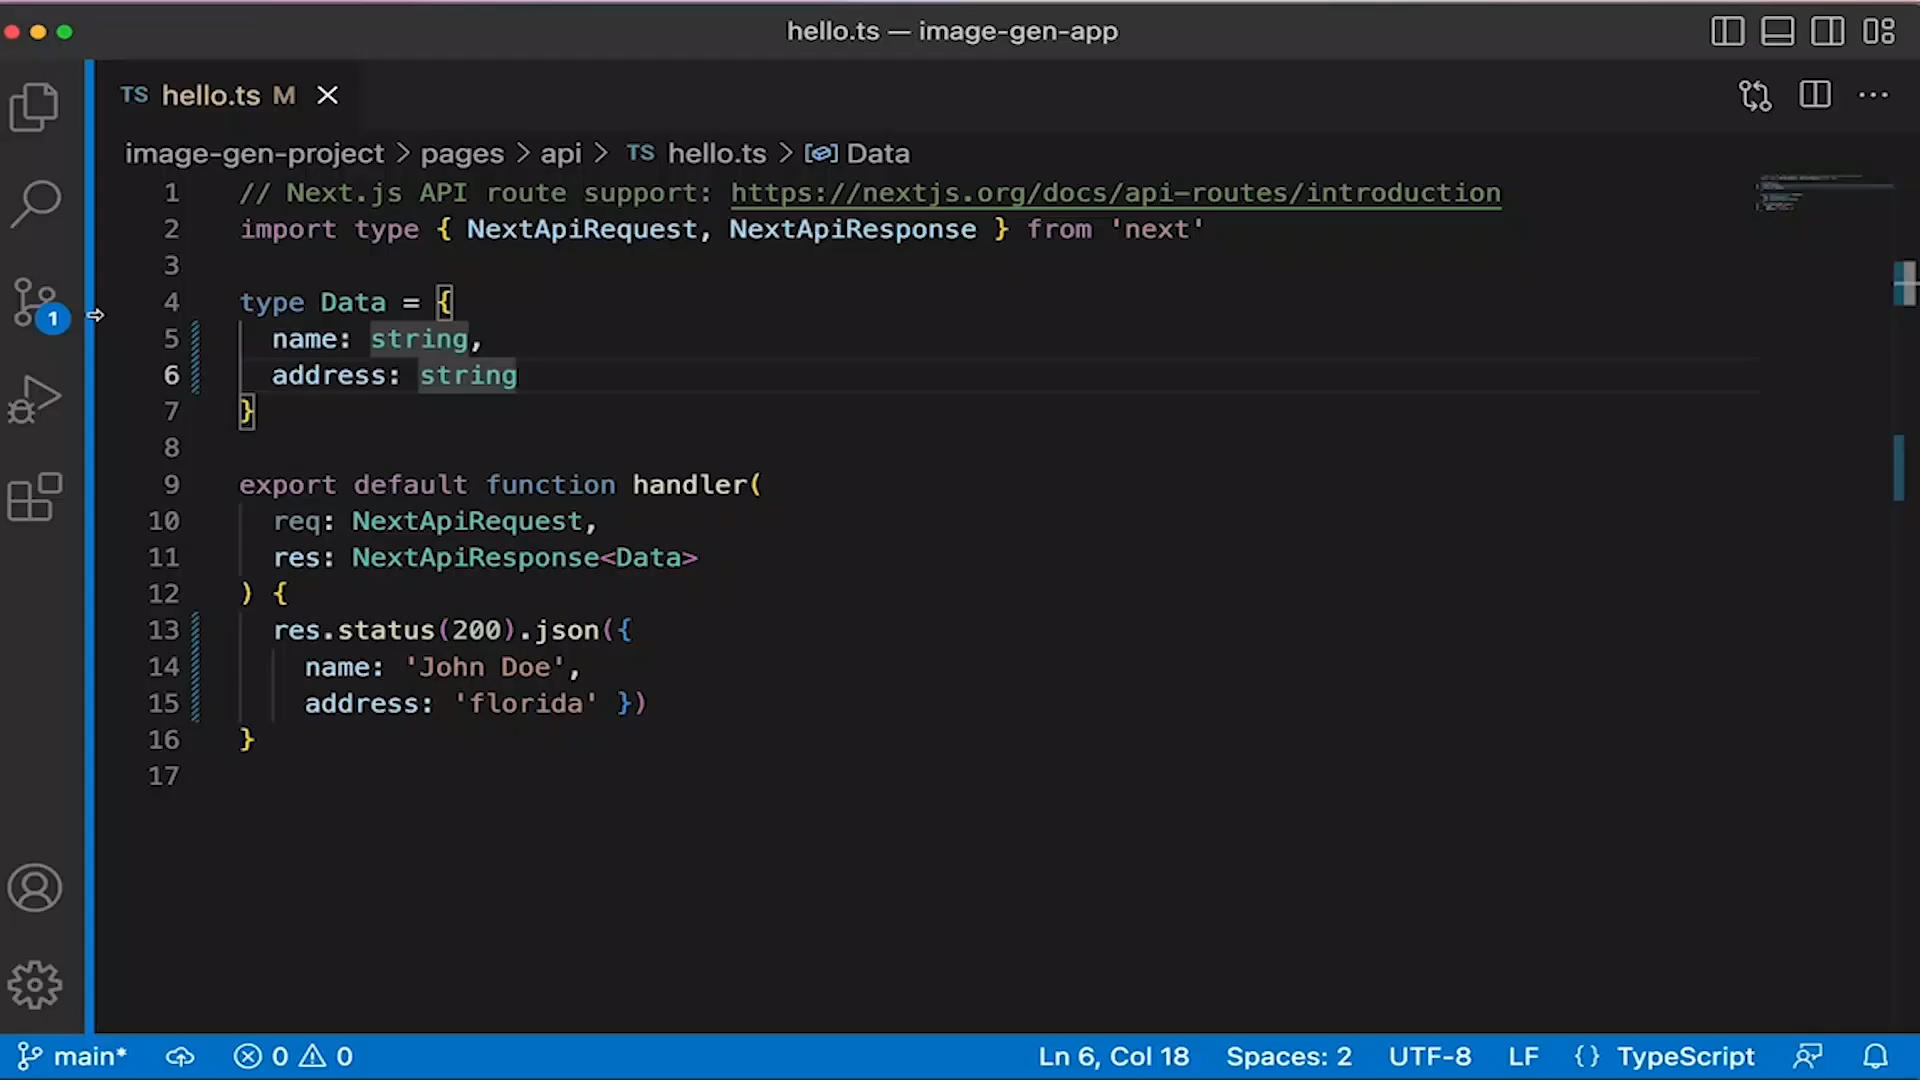 hello.ts — image-gen-app
TS hello.ts M
image-gen-project > pages > api > TS hello.ts > Data
1 // Next.js API route support: https://nextjs.org/docs/api-routes/introduction
2 import type { NextApiRequest, NextApiResponse } from 'next'
3
4 type Data = {
5 name: string,
6 address: string
7 }
8
9 export default function handler(
10 req: NextApiRequest,
11 res: NextApiResponse<Data>
12 ) {
13 res.status(200).json({
14 name: 'John Doe',
15 address: 'florida' })
16 }
17
1
main* 0 0 Ln 6, Col 18 Spaces: 2 UTF-8 LF {} TypeScript